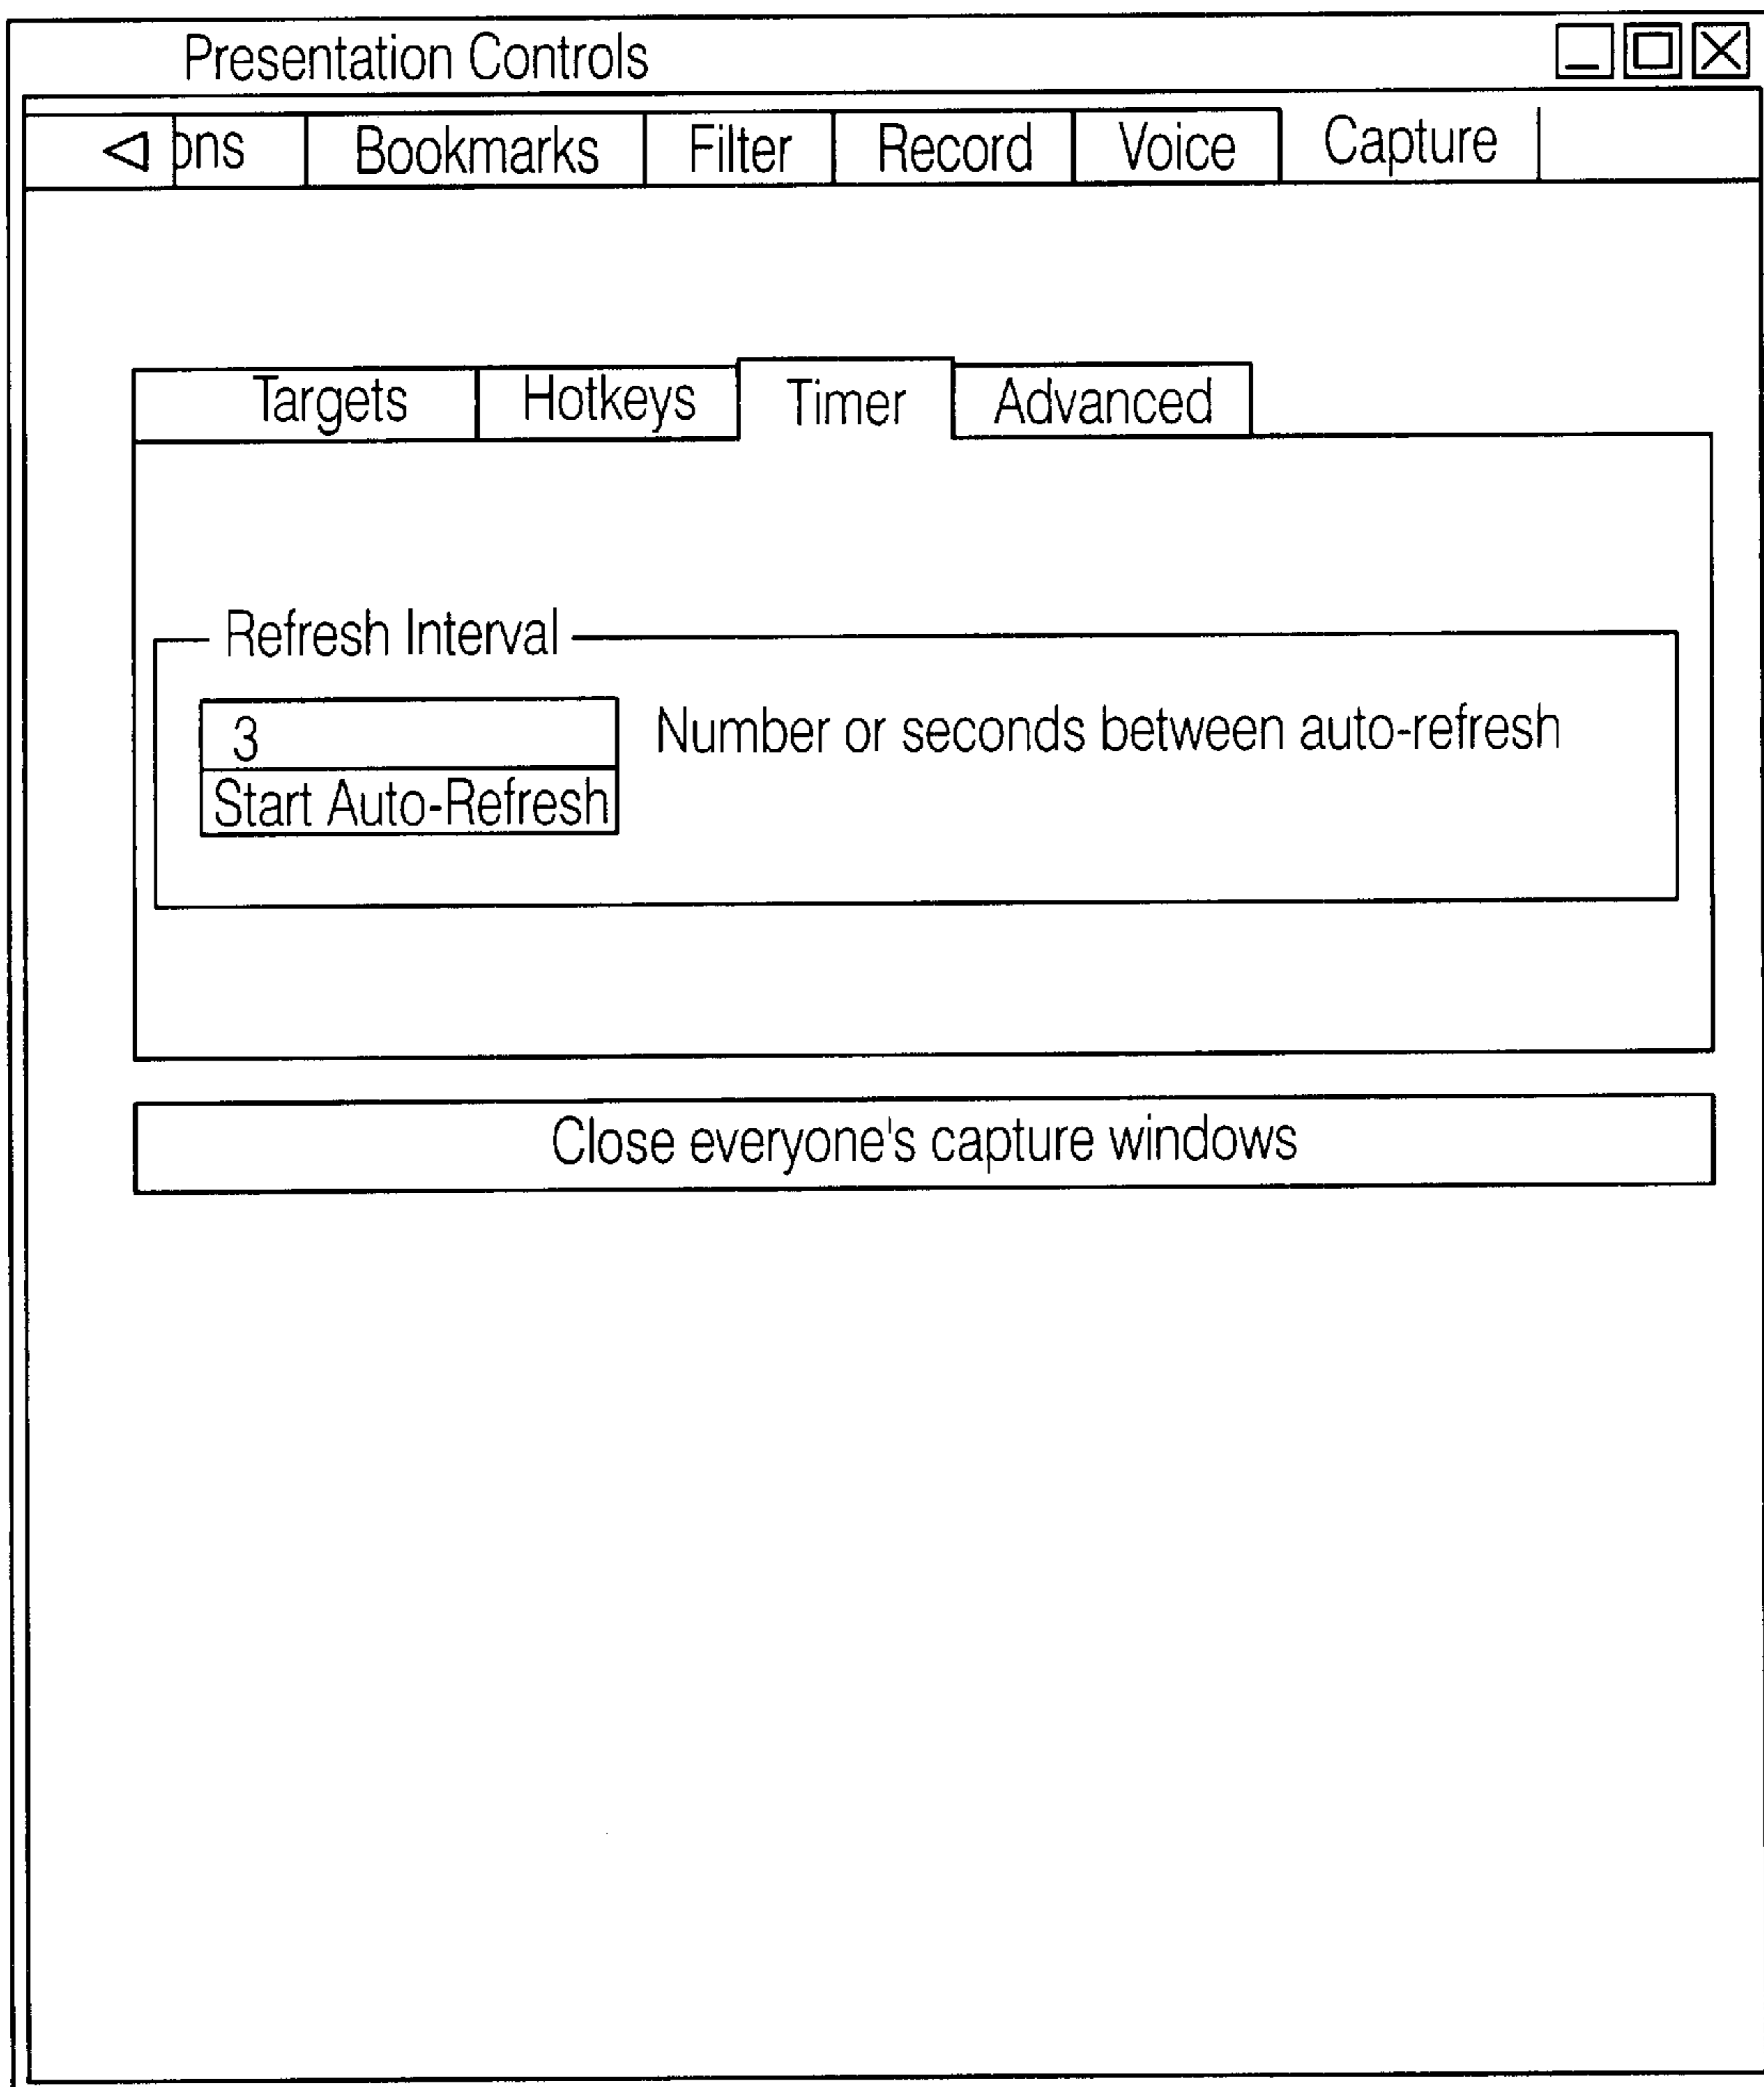 Presentation Controls
ons Bookmarks Filter Record Voice Capture
Targets Hotkeys Timer Advanced
Refresh Interval
3 Number or seconds between auto-refresh
Start Auto-Refresh
Close everyone's capture windows